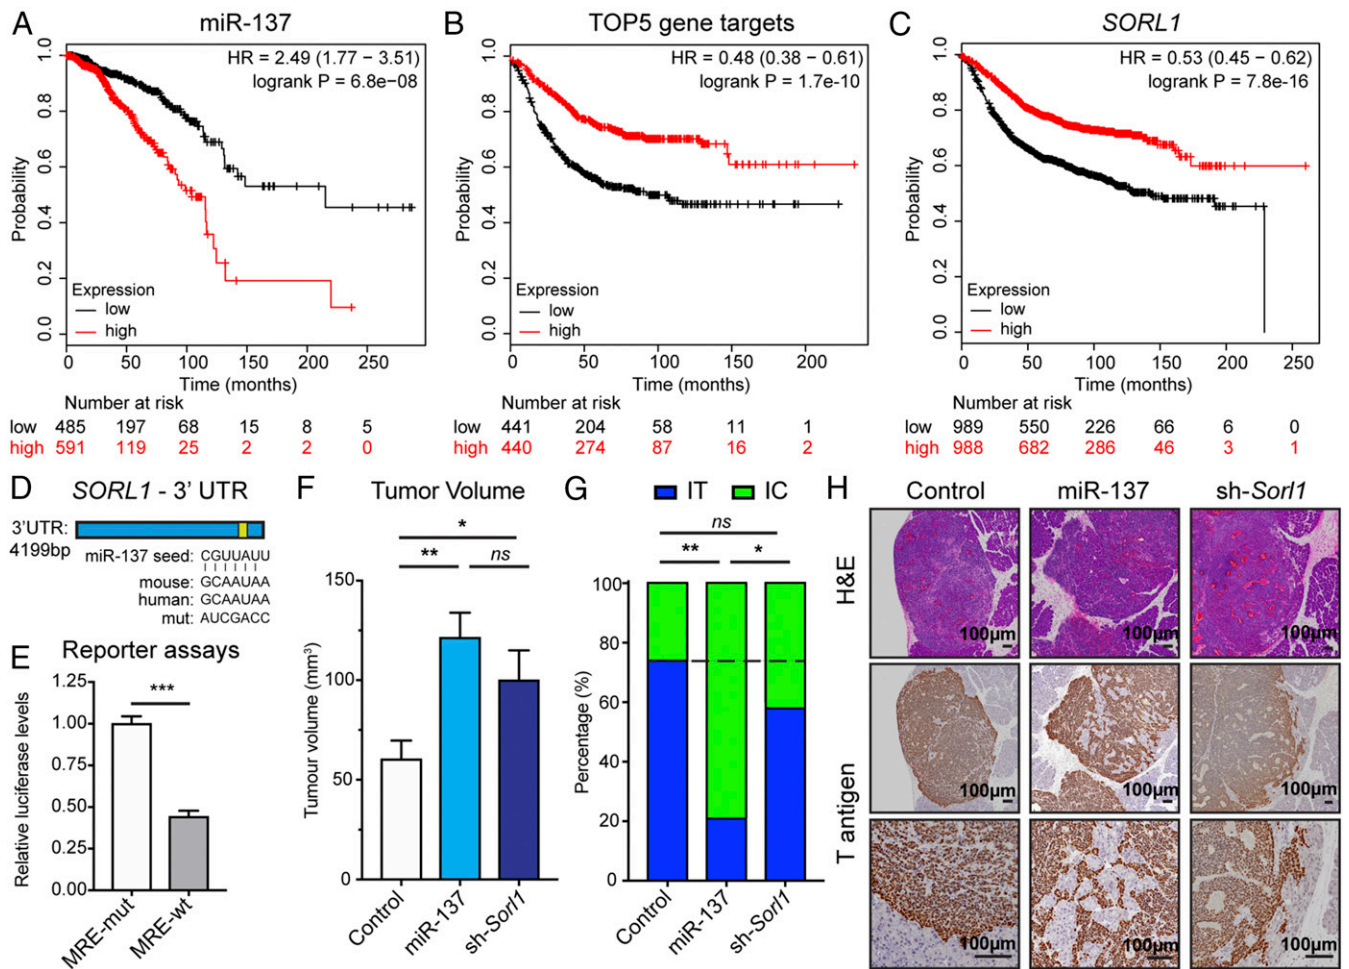 A miR-137
HR = 2.49 (1.77 – 3.51)
logrank P = 6.8e−08
Probability
1.0
0.8
0.6
0.4
0.2
0.0
Expression
low
high
0 50 100 150 200 250
Time (months)
Number at risk
low 485 197 68 15 8 5
high 591 119 25 2 2 0
B TOP5 gene targets
HR = 0.48 (0.38 – 0.61)
logrank P = 1.7e-10
Probability
1.0
0.8
0.6
0.4
0.2
0.0
Expression
low
high
0 50 100 150 200
Time (months)
Number at risk
low 441 204 58 11 1
high 440 274 87 16 2
C SORL1
HR = 0.53 (0.45 – 0.62)
logrank P = 7.8e-16
Probability
1.0
0.8
0.6
0.4
0.2
0.0
Expression
low
high
0 50 100 150 200 250
Time (months)
Number at risk
low 989 550 226 66 6 0
high 988 682 286 46 3 1
D SORL1 - 3' UTR
3'UTR:
4199bp
miR-137 seed: CGUUAUU
mouse: GCAAUAA
human: GCAAUAA
mut: AUCGACC
E Reporter assays
Relative luciferase levels
1.25
1.00
0.75
0.50
0.25
0.00
***
MRE-mut
MRE-wt
F Tumor Volume
*
** ns
Tumour volume (mm³)
150
100
50
0
Control
miR-137
sh-Sorl1
G IT IC
ns
** *
Percentage (%)
100
80
60
40
20
0
Control
miR-137
sh-Sorl1
H Control miR-137 sh-Sorl1
H&E
100µm 100µm 100µm
T antigen
100µm 100µm 100µm
100µm 100µm 100µm